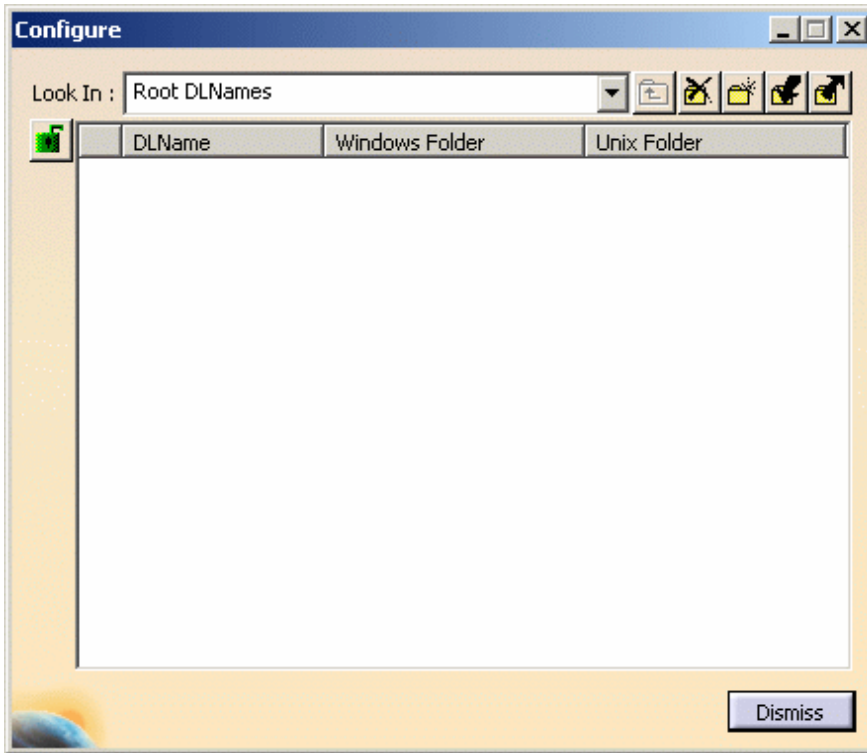 Configure
Look In : Root DLNames
DLName Windows Folder Unix Folder
Dismiss